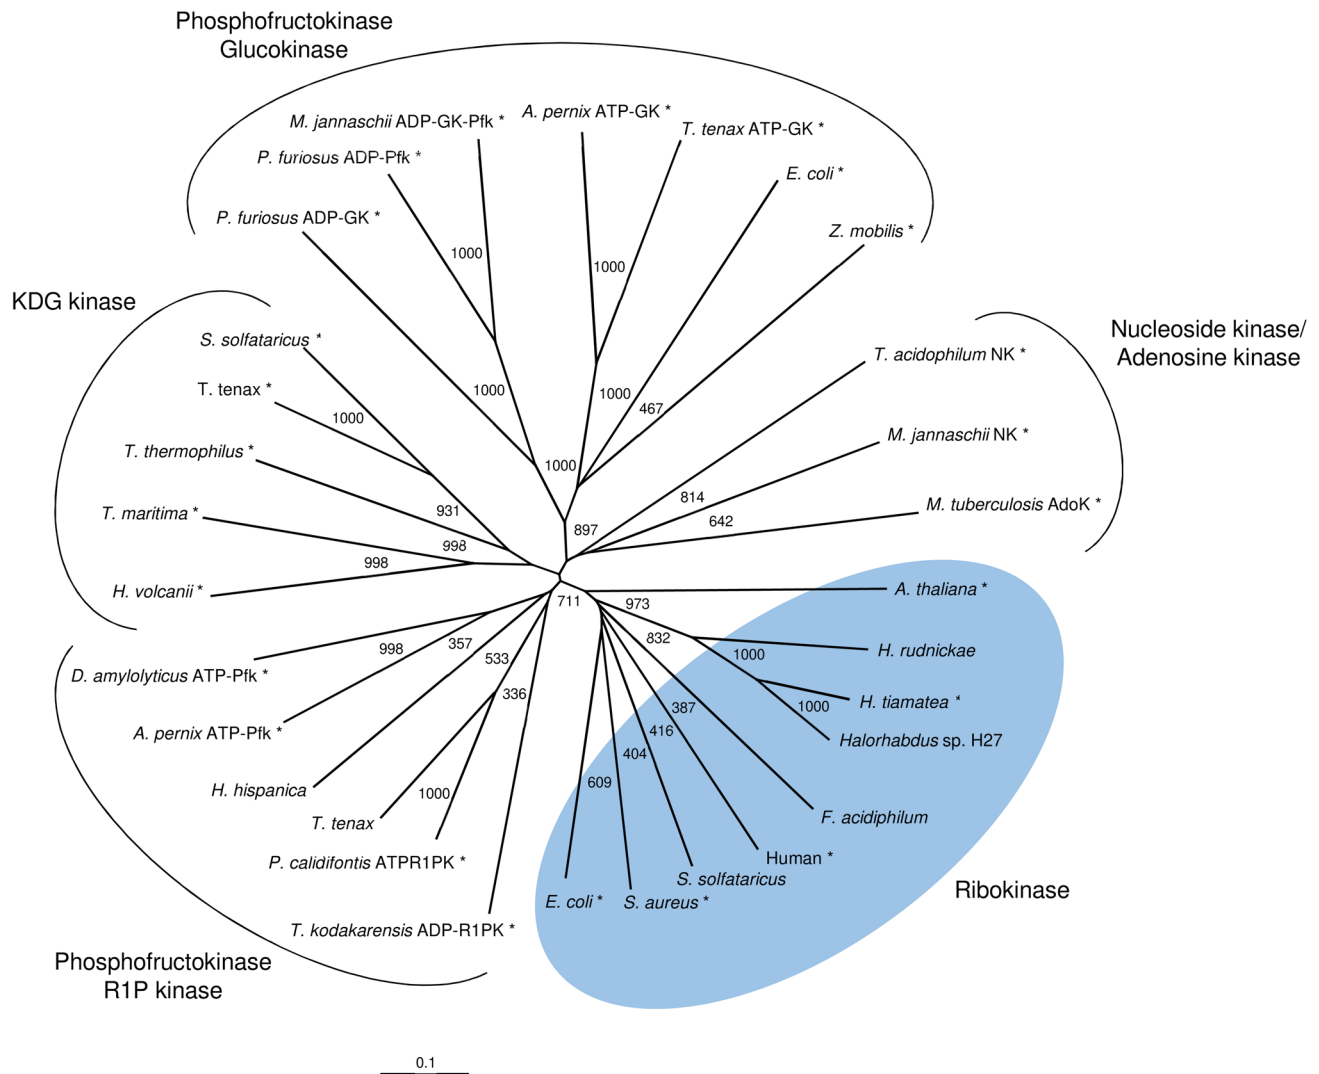 Phosphofructokinase
Glucokinase
M. jannaschii ADP-GK-Pfk *
A. pernix ATP-GK *
T. tenax ATP-GK *
P. furiosus ADP-Pfk *
E. coli *
P. furiosus ADP-GK *
Z. mobilis *
1000
1000
KDG kinase
Nucleoside kinase/
Adenosine kinase
S. solfataricus *
T. acidophilum NK *
T. tenax *
1000
1000
1000
467
M. jannaschii NK *
T. thermophilus *
1000
814
M. tuberculosis AdoK *
T. maritima *
931
642
897
998
998
H. volcanii *
A. thaliana *
711
973
832
998
357
H. rudnickae
533
1000
D. amylolyticus ATP-Pfk *
336
H. tiamatea *
387
1000
A. pernix ATP-Pfk *
416
Halorhabdus sp. H27
404
609
H. hispanica
1000
T. tenax
F. acidiphilum
P. calidifontis ATPR1PK *
Human *
S. solfataricus
Ribokinase
E. coli *
S. aureus *
T. kodakarensis ADP-R1PK *
Phosphofructokinase
R1P kinase
0.1